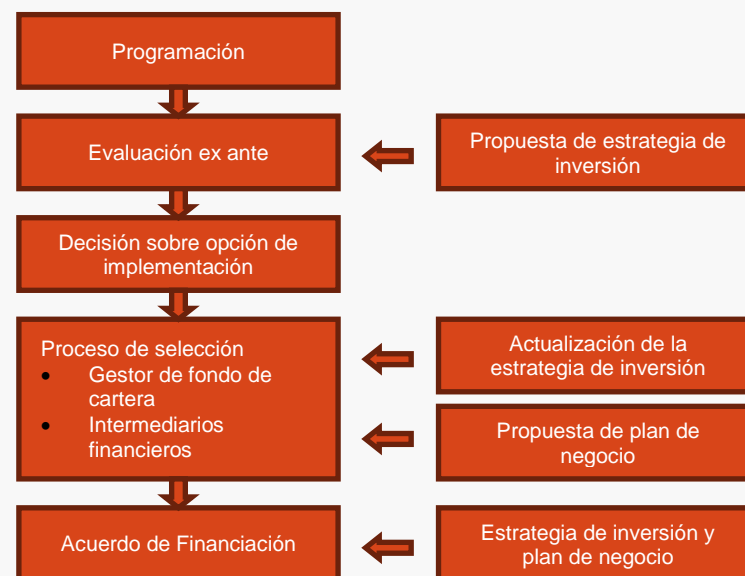 Programación
Evaluación ex ante
Propuesta de estrategia de
inversión
Decisión sobre opción de
implementación
Proceso de selección
• Gestor de fondo de
cartera
• Intermediarios
financieros
Actualización de la
estrategia de inversión
Propuesta de plan de
negocio
Acuerdo de Financiación
Estrategia de inversión y
plan de negocio